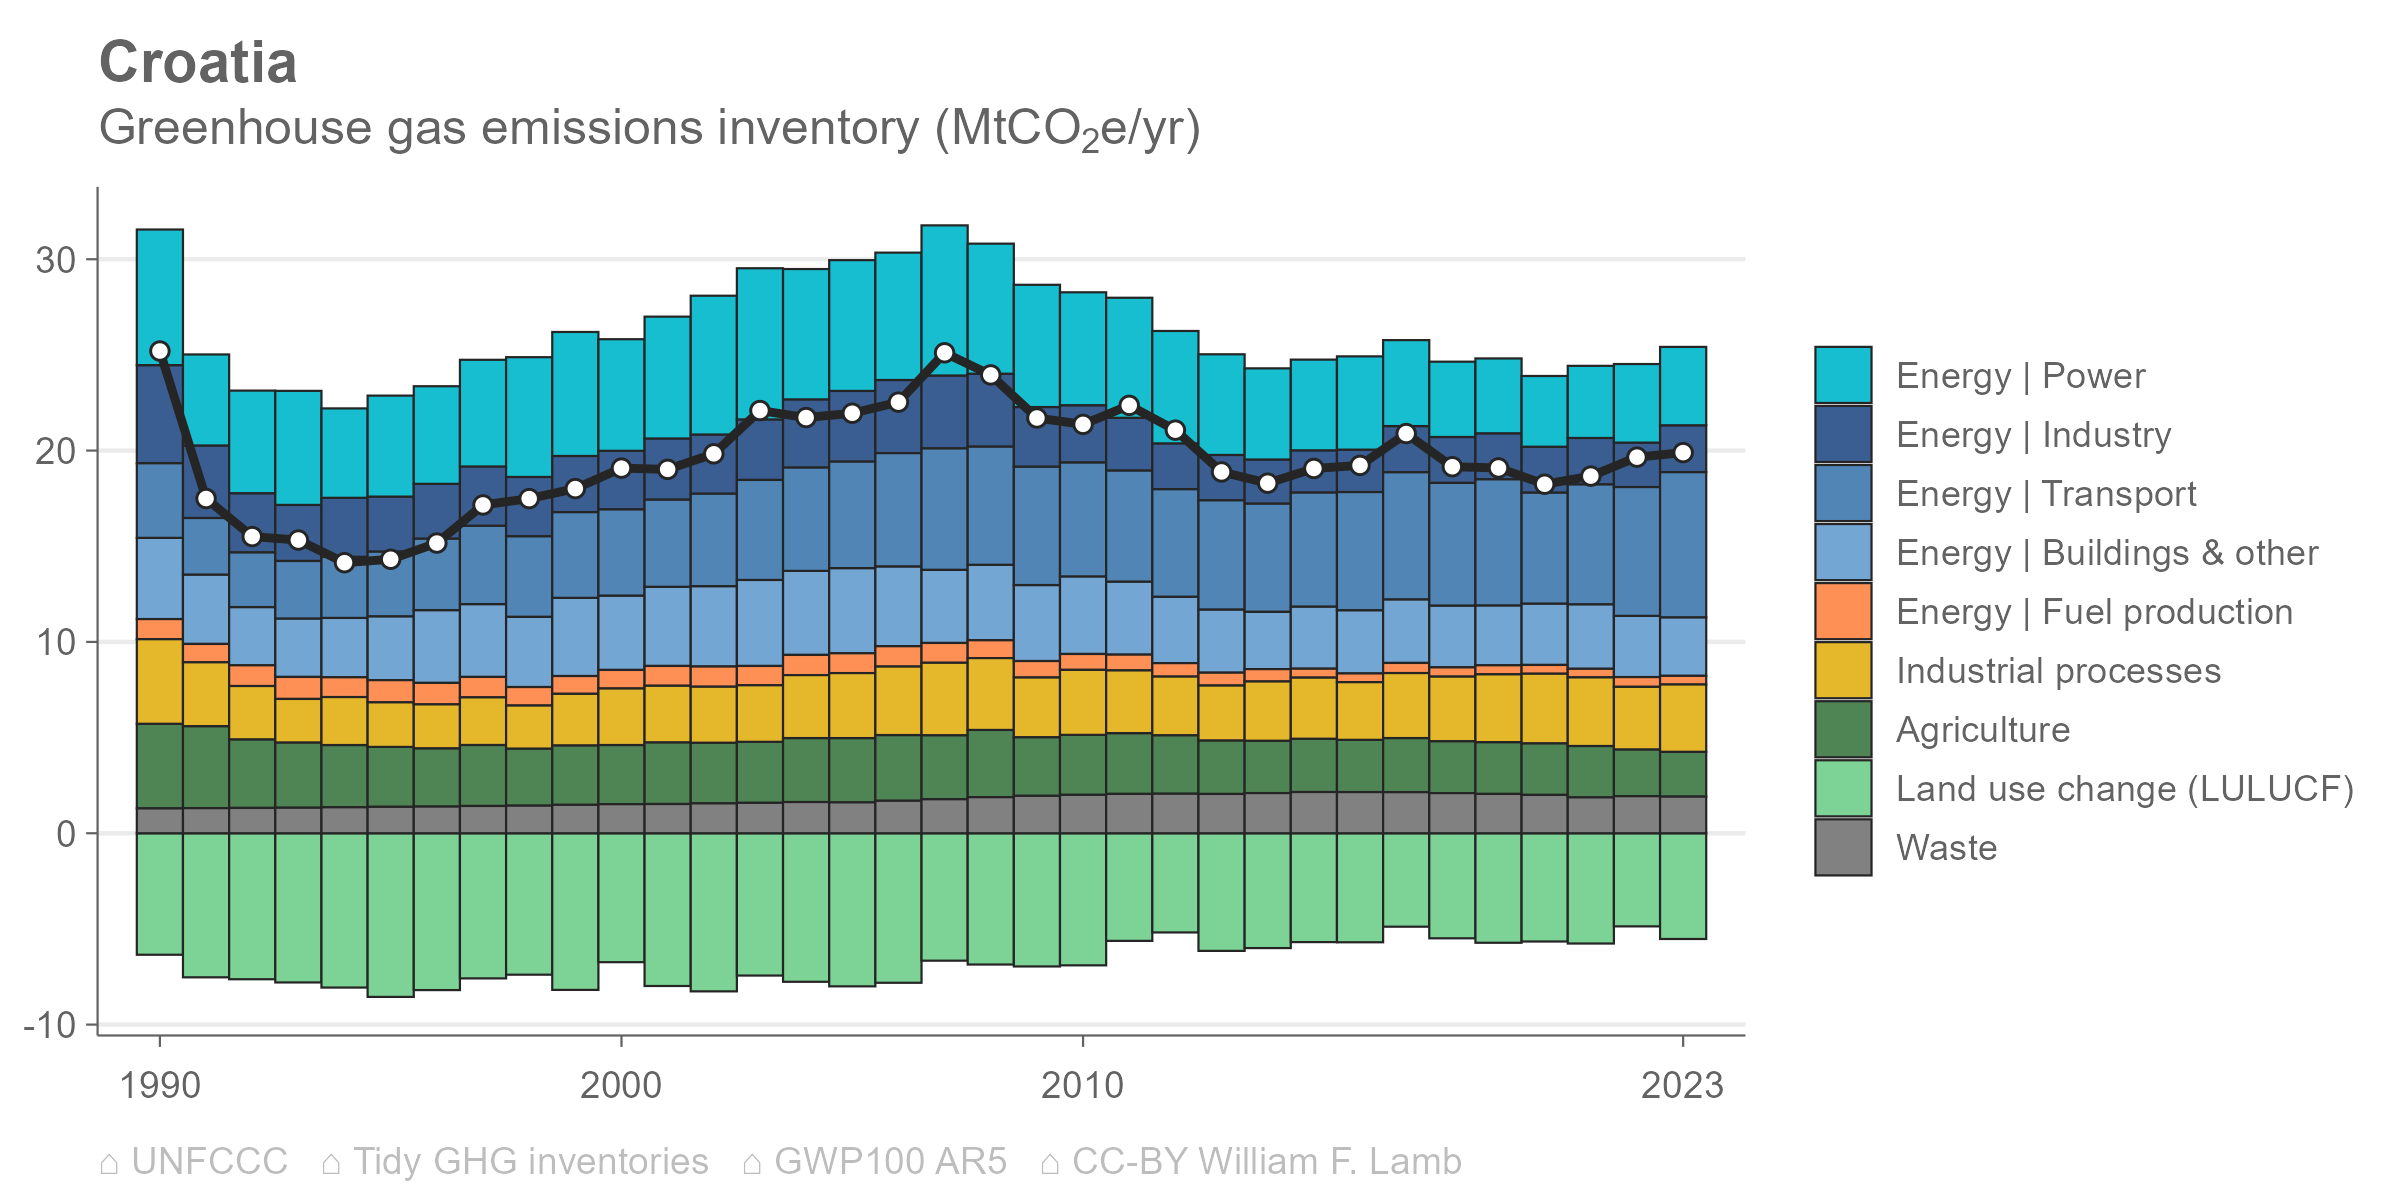 Croatia
Greenhouse gas emissions inventory (MtCO₂e/yr)
30
20
10
0
-10
1990 2000 2010 2023
Energy | Power
Energy | Industry
Energy | Transport
Energy | Buildings & other
Energy | Fuel production
Industrial processes
Agriculture
Land use change (LULUCF)
Waste
⌂ UNFCCC ⌂ Tidy GHG inventories ⌂ GWP100 AR5 ⌂ CC-BY William F. Lamb